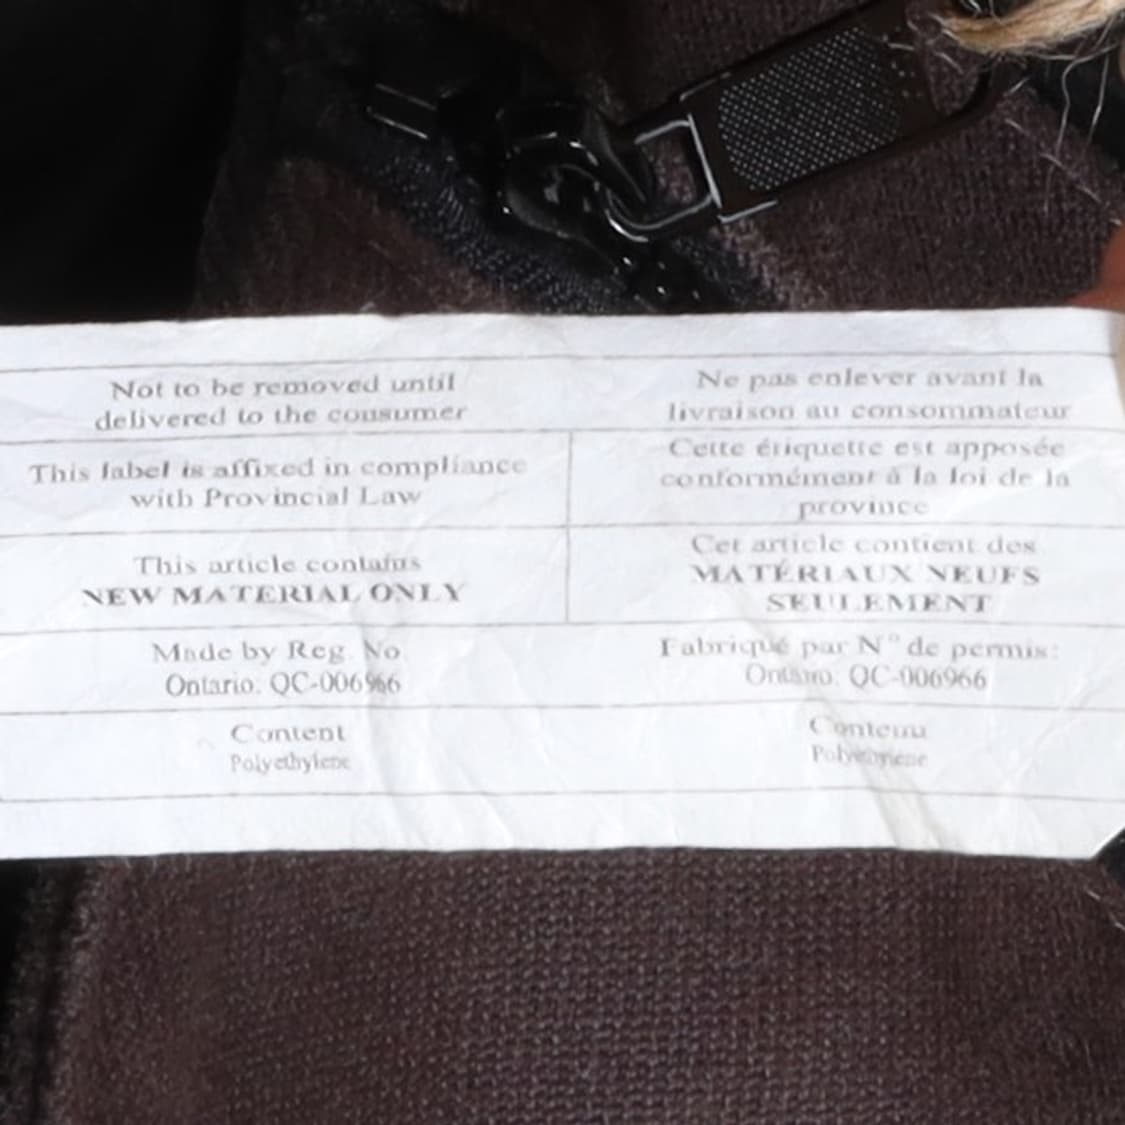 Not to be removed until
delivered to the consumer
Ne pas enlever avant la
livraison au consommateur
This label is affixed in compliance
with Provincial Law
Cette étiquette est apposée
conformément à la loi de la
province
This article contains
NEW MATERIAL ONLY
Cet article contient des
MATÉRIAUX NEUFS
SEULEMENT
Made by Reg. No
Ontario: QC-006966
Fabriqué par N° de permis:
Ontario: QC-006966
Content
Polyethylene
Contenu
Polyethylene